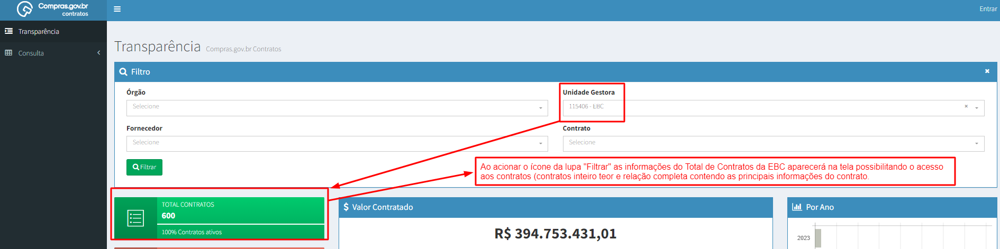 Compras.gov.br
contratos
Entrar
Transparência
Consulta
Transparência Compras.gov.br Contratos
Filtro
Órgão
Selecione
Unidade Gestora
115406 - EBC
Fornecedor
Selecione
Contrato
Selecione
Filtrar
Ao acionar o ícone da lupa "Filtrar" as informações do Total de Contratos da EBC aparecerá na tela possibilitando o acesso
aos contratos (contratos inteiro teor e relação completa contendo as principais informações do contrato.
TOTAL CONTRATOS
600
100% Contratos ativos
$ Valor Contratado
R$ 394.753.431,01
Por Ano
2023